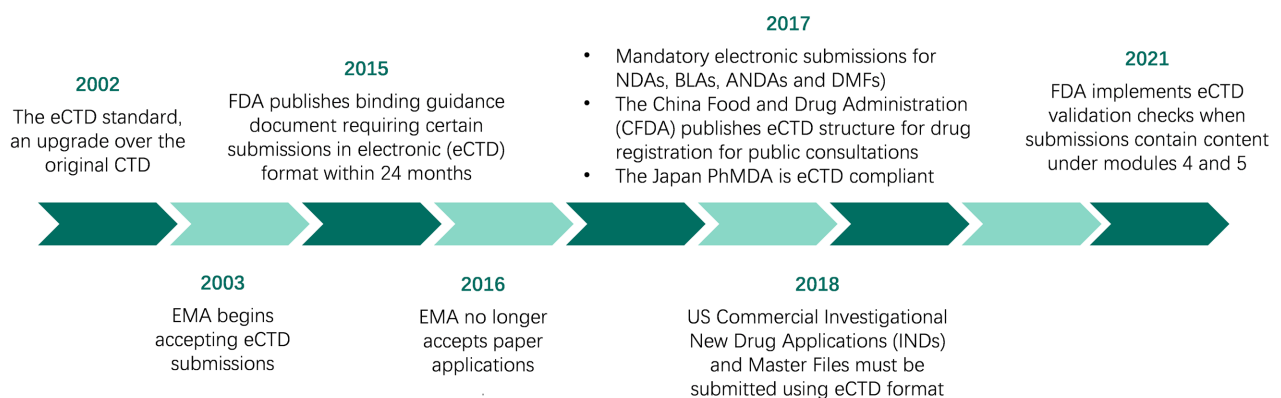 2002
The eCTD standard,
an upgrade over the
original CTD
2003
EMA begins
accepting eCTD
submissions
2015
FDA publishes binding guidance
document requiring certain
submissions in electronic (eCTD)
format within 24 months
2016
EMA no longer
accepts paper
applications
.
2017
• Mandatory electronic submissions for
NDAs, BLAs, ANDAs and DMFs)
• The China Food and Drug Administration
(CFDA) publishes eCTD structure for drug
registration for public consultations
• The Japan PhMDA is eCTD compliant
2018
US Commercial Investigational
New Drug Applications (INDs)
and Master Files must be
submitted using eCTD format
2021
FDA implements eCTD
validation checks when
submissions contain content
under modules 4 and 5